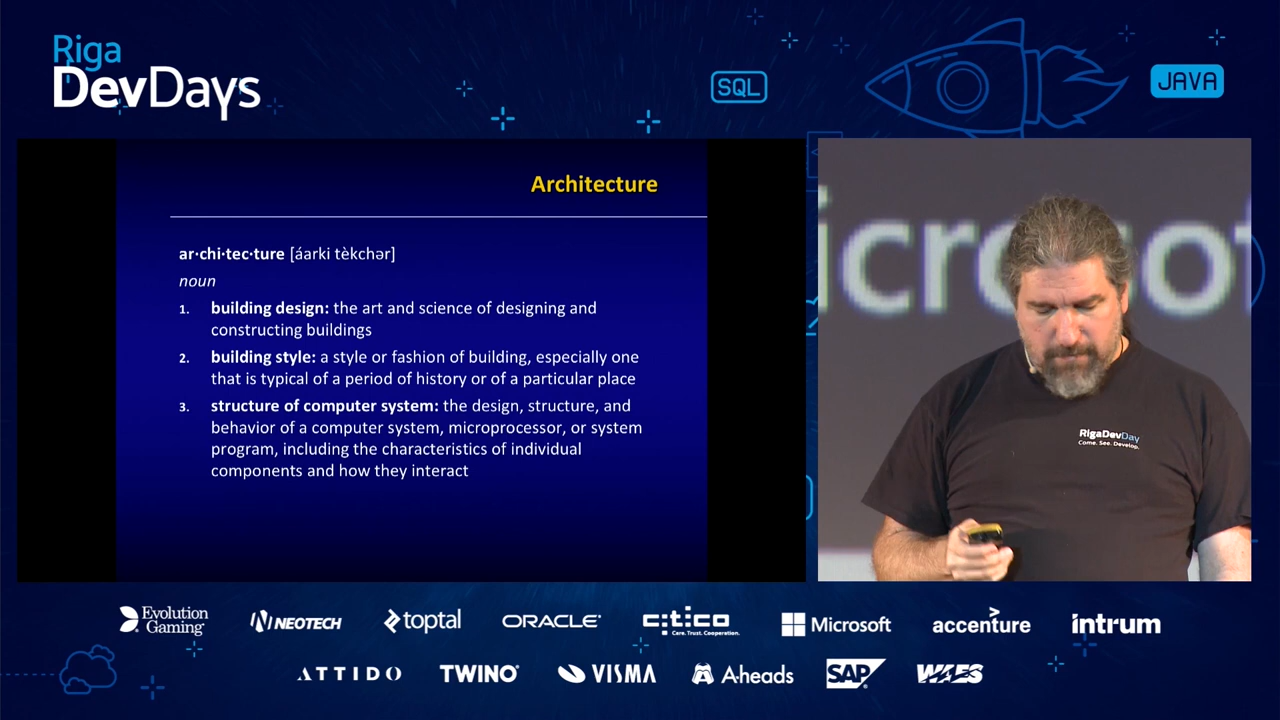 Riga
DevDays
SQL
JAVA
Architecture
ar·chi·tec·ture [áarki tèkchər]
noun
1. building design: the art and science of designing and
constructing buildings
2. building style: a style or fashion of building, especially one
that is typical of a period of history or of a particular place
3. structure of computer system: the design, structure, and
behavior of a computer system, microprocessor, or system
program, including the characteristics of individual
components and how they interact
icrosof
RigaDevDay
Come. See. Develop.
Evolution
Gaming
NEOTECH
toptal
ORACLE
c:t:co
Care. Trust. Cooperation.
Microsoft
accenture
intrum
ATTIDO
TWINO
VISMA
A-heads
SAP
WAES